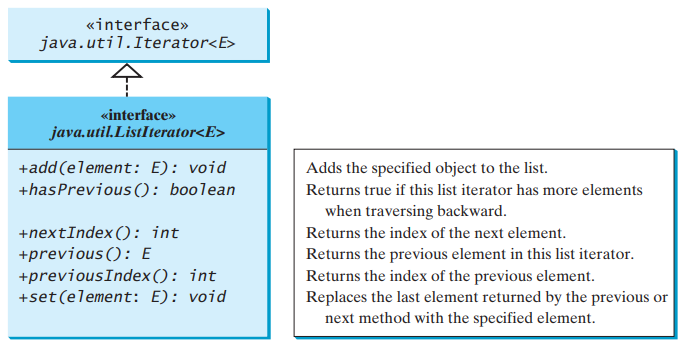 «interface»
java.util.Iterator<E>
«interface»
java.util.ListIterator<E>
+add(element: E): void
+hasPrevious(): boolean
+nextIndex(): int
+previous(): E
+previousIndex(): int
+set(element: E): void
Adds the specified object to the list.
Returns true if this list iterator has more elements
when traversing backward.
Returns the index of the next element.
Returns the previous element in this list iterator.
Returns the index of the previous element.
Replaces the last element returned by the previous or
next method with the specified element.